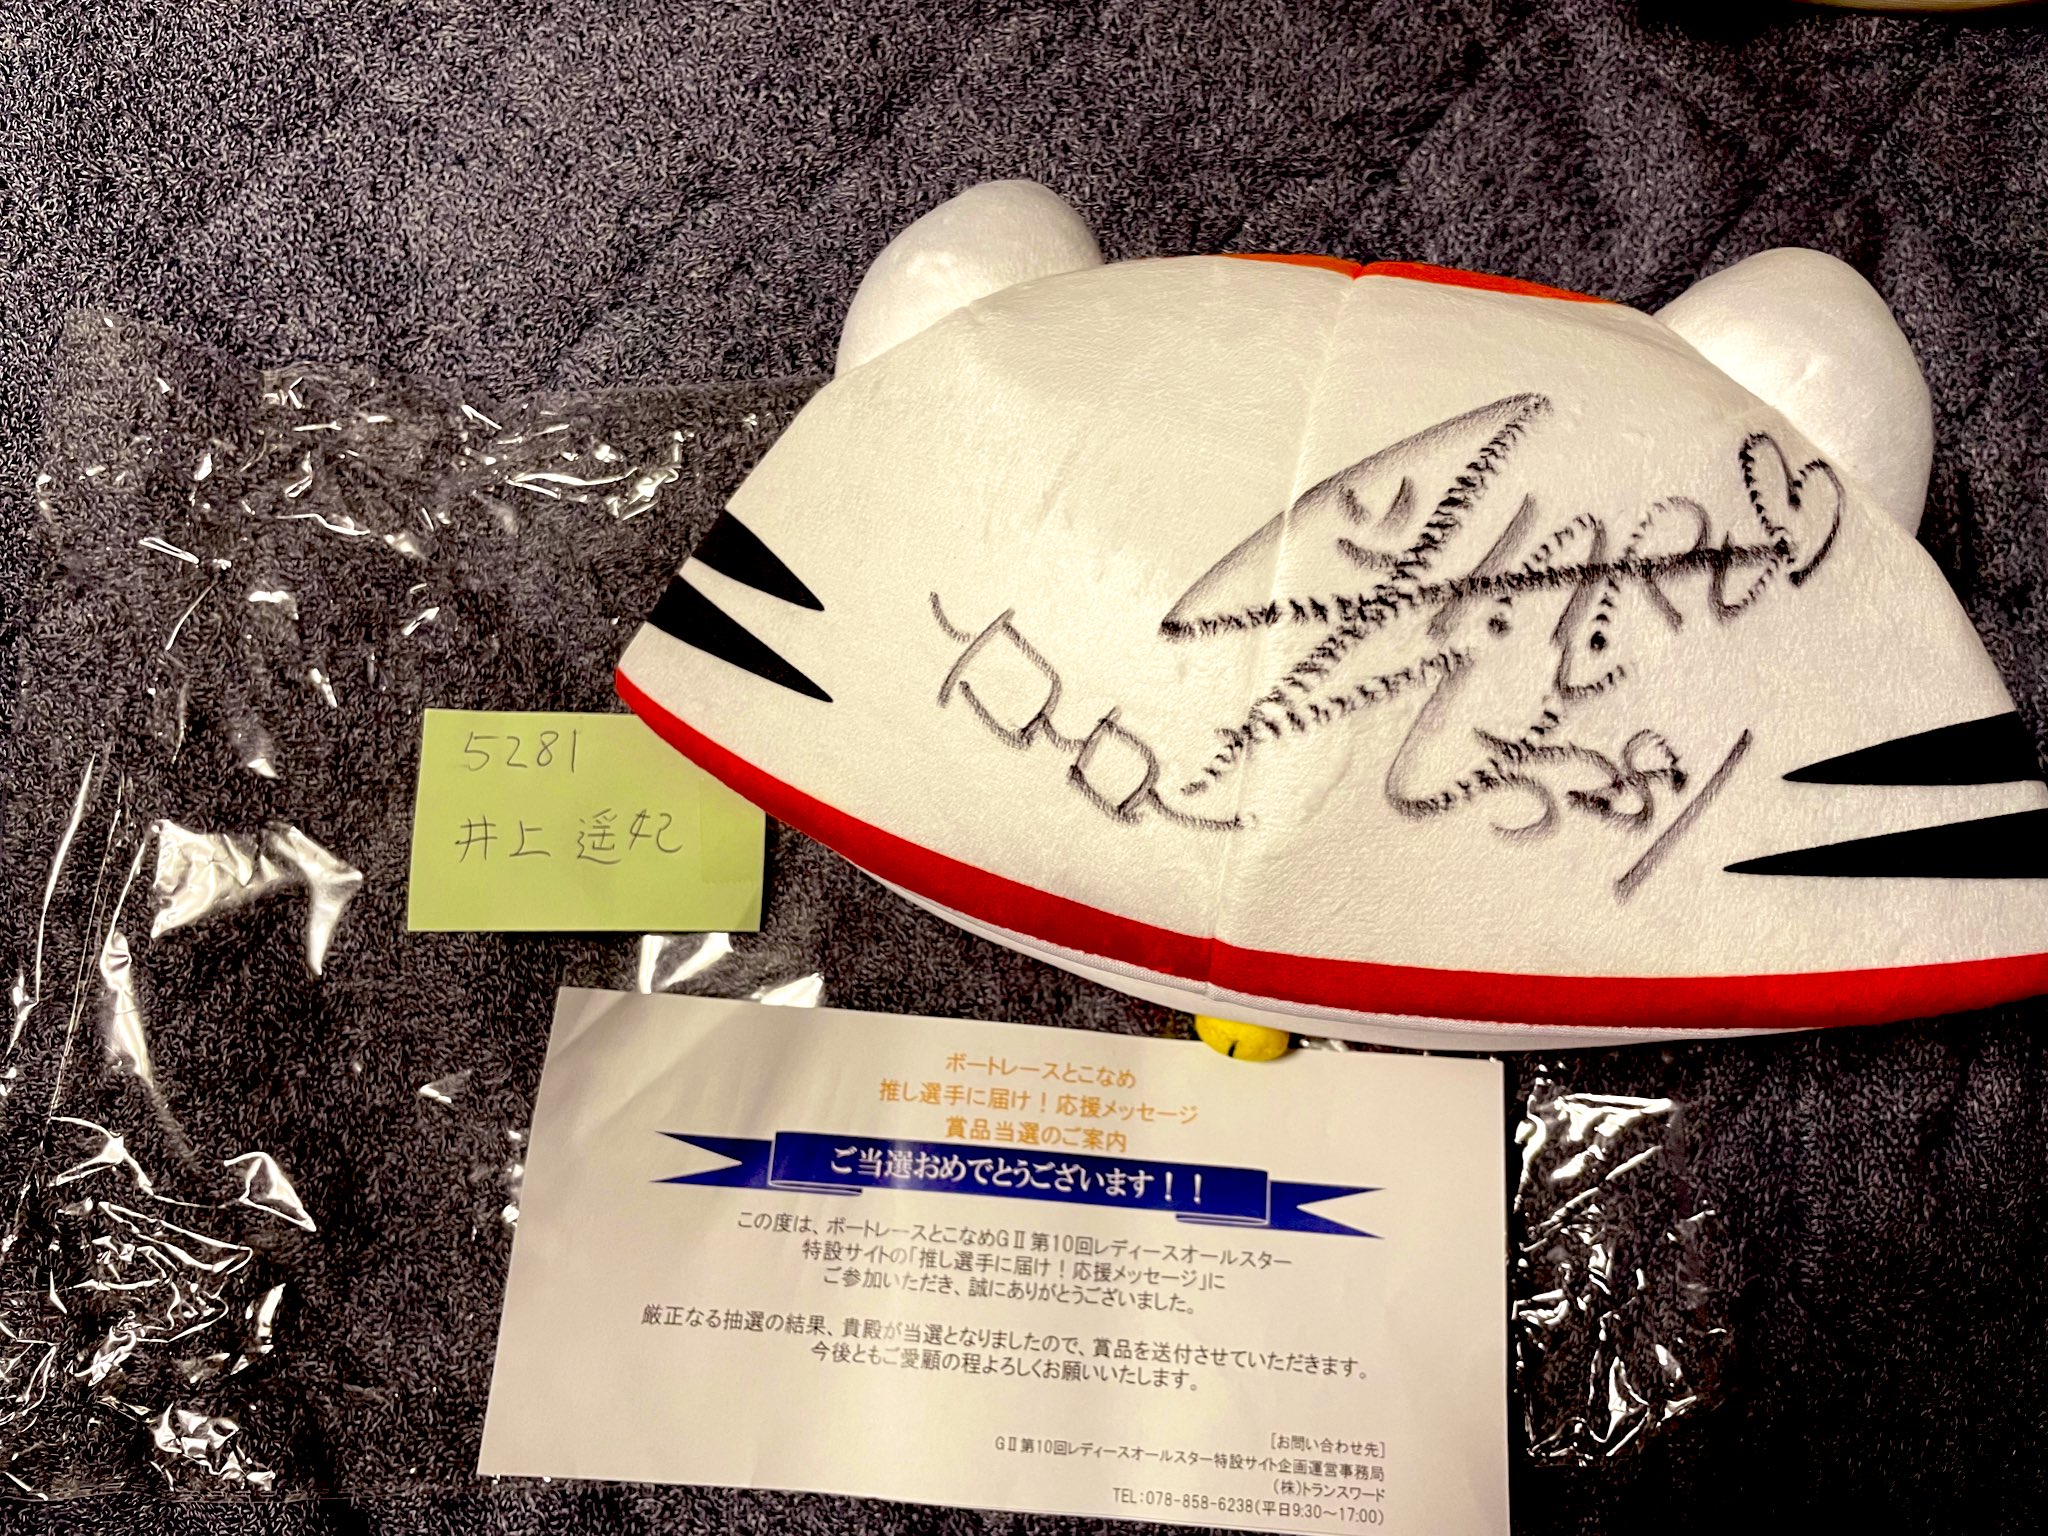 5281
井上 遥妃
ボートレースとこなめ
推し選手に届け！応援メッセージ
賞品当選のご案内
ご当選おめでとうございます！！
この度は、ボートレースとこなめGⅡ第10回レディースオールスター
特設サイトの「推し選手に届け！応援メッセージ」に
ご参加いただき、誠にありがとうございました。
厳正なる抽選の結果、貴殿が当選となりましたので、賞品を送付させていただきます。
今後ともご愛顧の程よろしくお願いいたします。
［お問い合わせ先］
GⅡ第10回レディースオールスター特設サイト企画運営事務局
（株）トランスワード
TEL：078-858-6238（平日9:30～17:00）